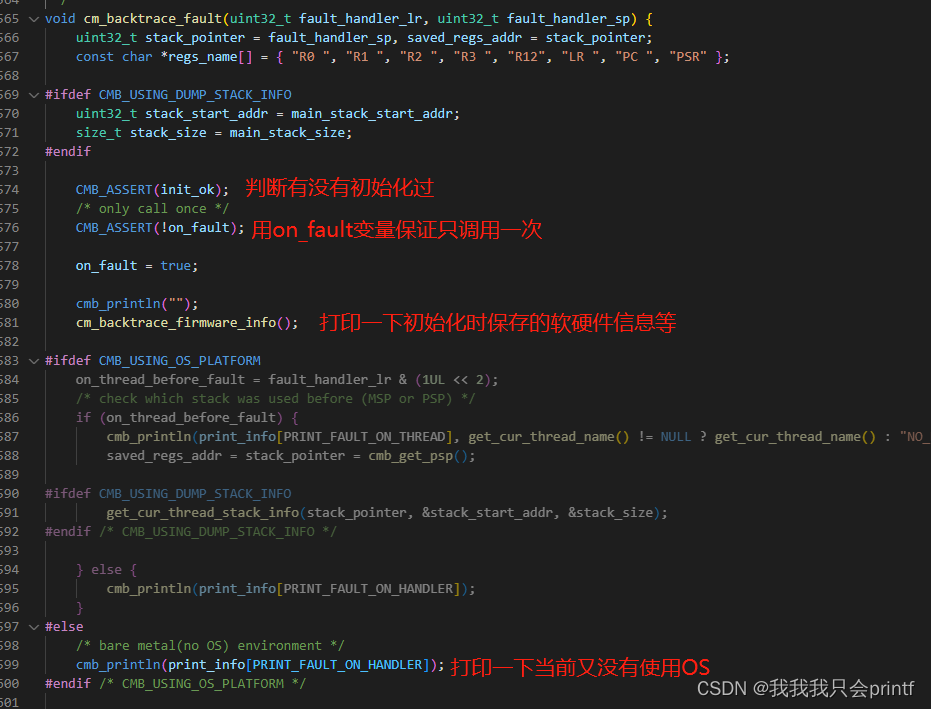 565 void cm_backtrace_fault(uint32_t fault_handler_lr, uint32_t fault_handler_sp) {
566 uint32_t stack_pointer = fault_handler_sp, saved_regs_addr = stack_pointer;
567 const char *regs_name[] = { "R0 ", "R1 ", "R2 ", "R3 ", "R12", "LR ", "PC ", "PSR" };
568
569 #ifdef CMB_USING_DUMP_STACK_INFO
570 uint32_t stack_start_addr = main_stack_start_addr;
571 size_t stack_size = main_stack_size;
572 #endif
573
574 CMB_ASSERT(init_ok); 判断有没有初始化过
575 /* only call once */
576 CMB_ASSERT(!on_fault); 用on_fault变量保证只调用一次
577
578 on_fault = true;
579
580 cmb_println("");
581 cm_backtrace_firmware_info(); 打印一下初始化时保存的软硬件信息等
582
583 #ifdef CMB_USING_OS_PLATFORM
584 on_thread_before_fault = fault_handler_lr & (1UL << 2);
585 /* check which stack was used before (MSP or PSP) */
586 if (on_thread_before_fault) {
587 cmb_println(print_info[PRINT_FAULT_ON_THREAD], get_cur_thread_name() != NULL ? get_cur_thread_name() : "NO_
588 saved_regs_addr = stack_pointer = cmb_get_psp();
589
590 #ifdef CMB_USING_DUMP_STACK_INFO
591 get_cur_thread_stack_info(stack_pointer, &stack_start_addr, &stack_size);
592 #endif /* CMB_USING_DUMP_STACK_INFO */
593
594 } else {
595 cmb_println(print_info[PRINT_FAULT_ON_HANDLER]);
596 }
597 #else
598 /* bare metal(no OS) environment */
599 cmb_println(print_info[PRINT_FAULT_ON_HANDLER]); 打印一下当前又没有使用OS
600 #endif /* CMB_USING_OS_PLATFORM */
601
CSDN @我我我只会printf